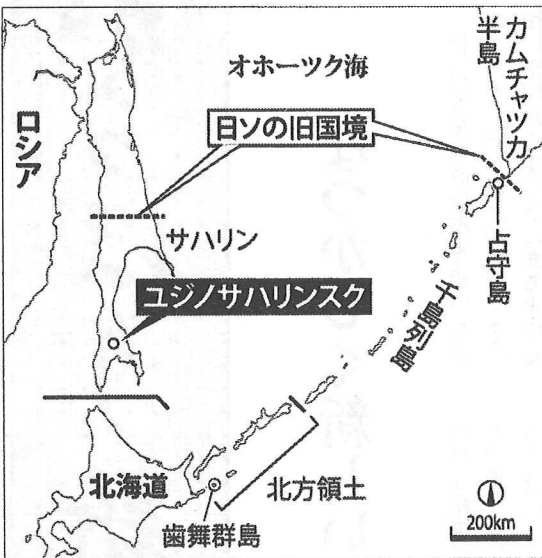 オホーツク海
カムチャツカ
半島
ロシア
日ソの旧国境
サハリン
占守島
ユジノサハリンスク
千島列島
北海道
北方領土
歯舞群島
200km